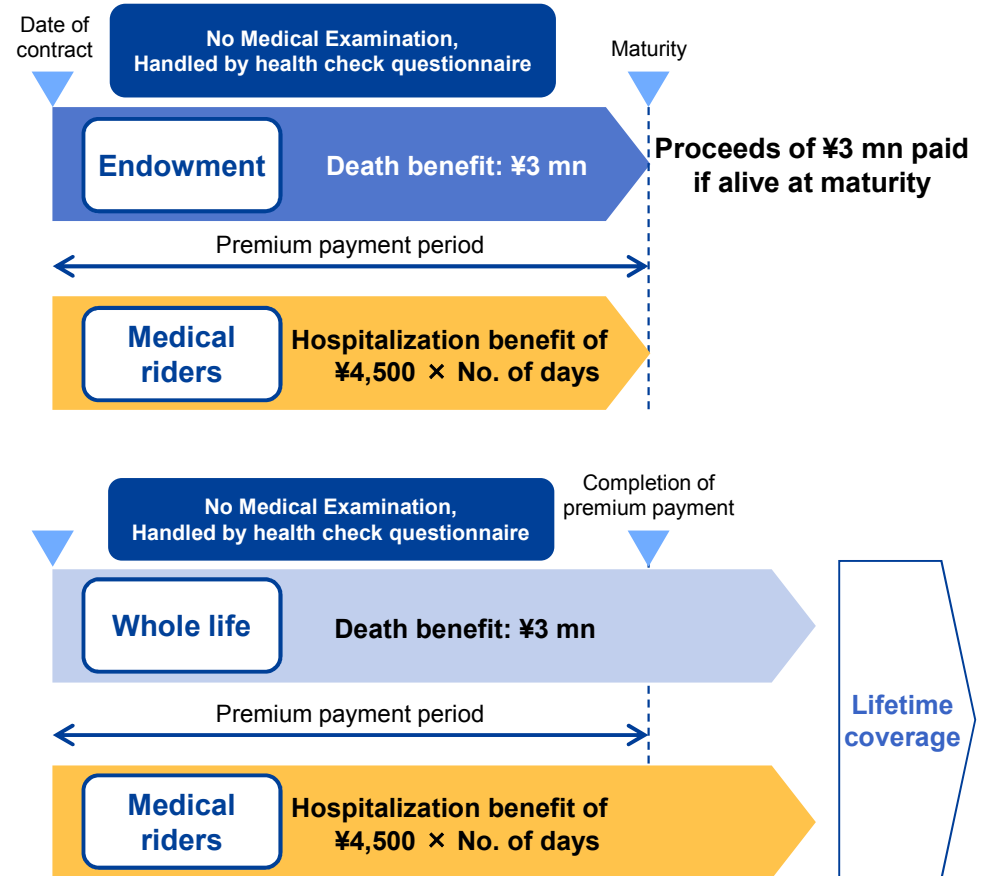 Date of
contract
No Medical Examination,
Handled by health check questionnaire
Maturity
Endowment
Death benefit: ¥3 mn
Proceeds of ¥3 mn paid
if alive at maturity
Premium payment period
Medical
riders
Hospitalization benefit of
¥4,500 × No. of days
No Medical Examination,
Handled by health check questionnaire
Completion of
premium payment
Whole life
Death benefit: ¥3 mn
Premium payment period
Lifetime
coverage
Medical
riders
Hospitalization benefit of
¥4,500 × No. of days